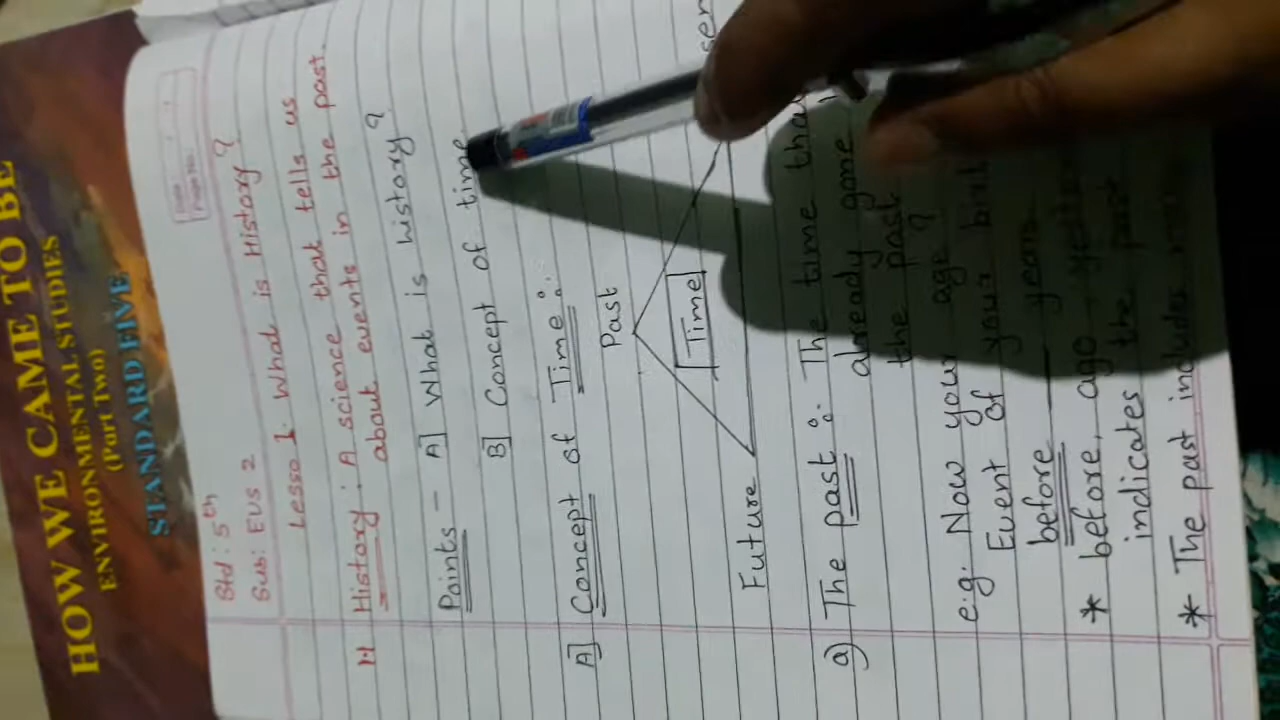 HOW WE CAME TO BE
ENVIRONMENTAL STUDIES
(Part Two)
STANDARD FIVE
Std : 5th
Sub : EVS 2
Lesso 1. What is History ?
H History : A science that tells us
about events in the past.
Points - A] What is history ?
B] Concept of time
A] Concept of Time :
Past
Time
Future
a) The past : The time that
already gone
the past
e.g. Now your age ?
Event of your
before years
* before, ago
indicates the past
* The past includes